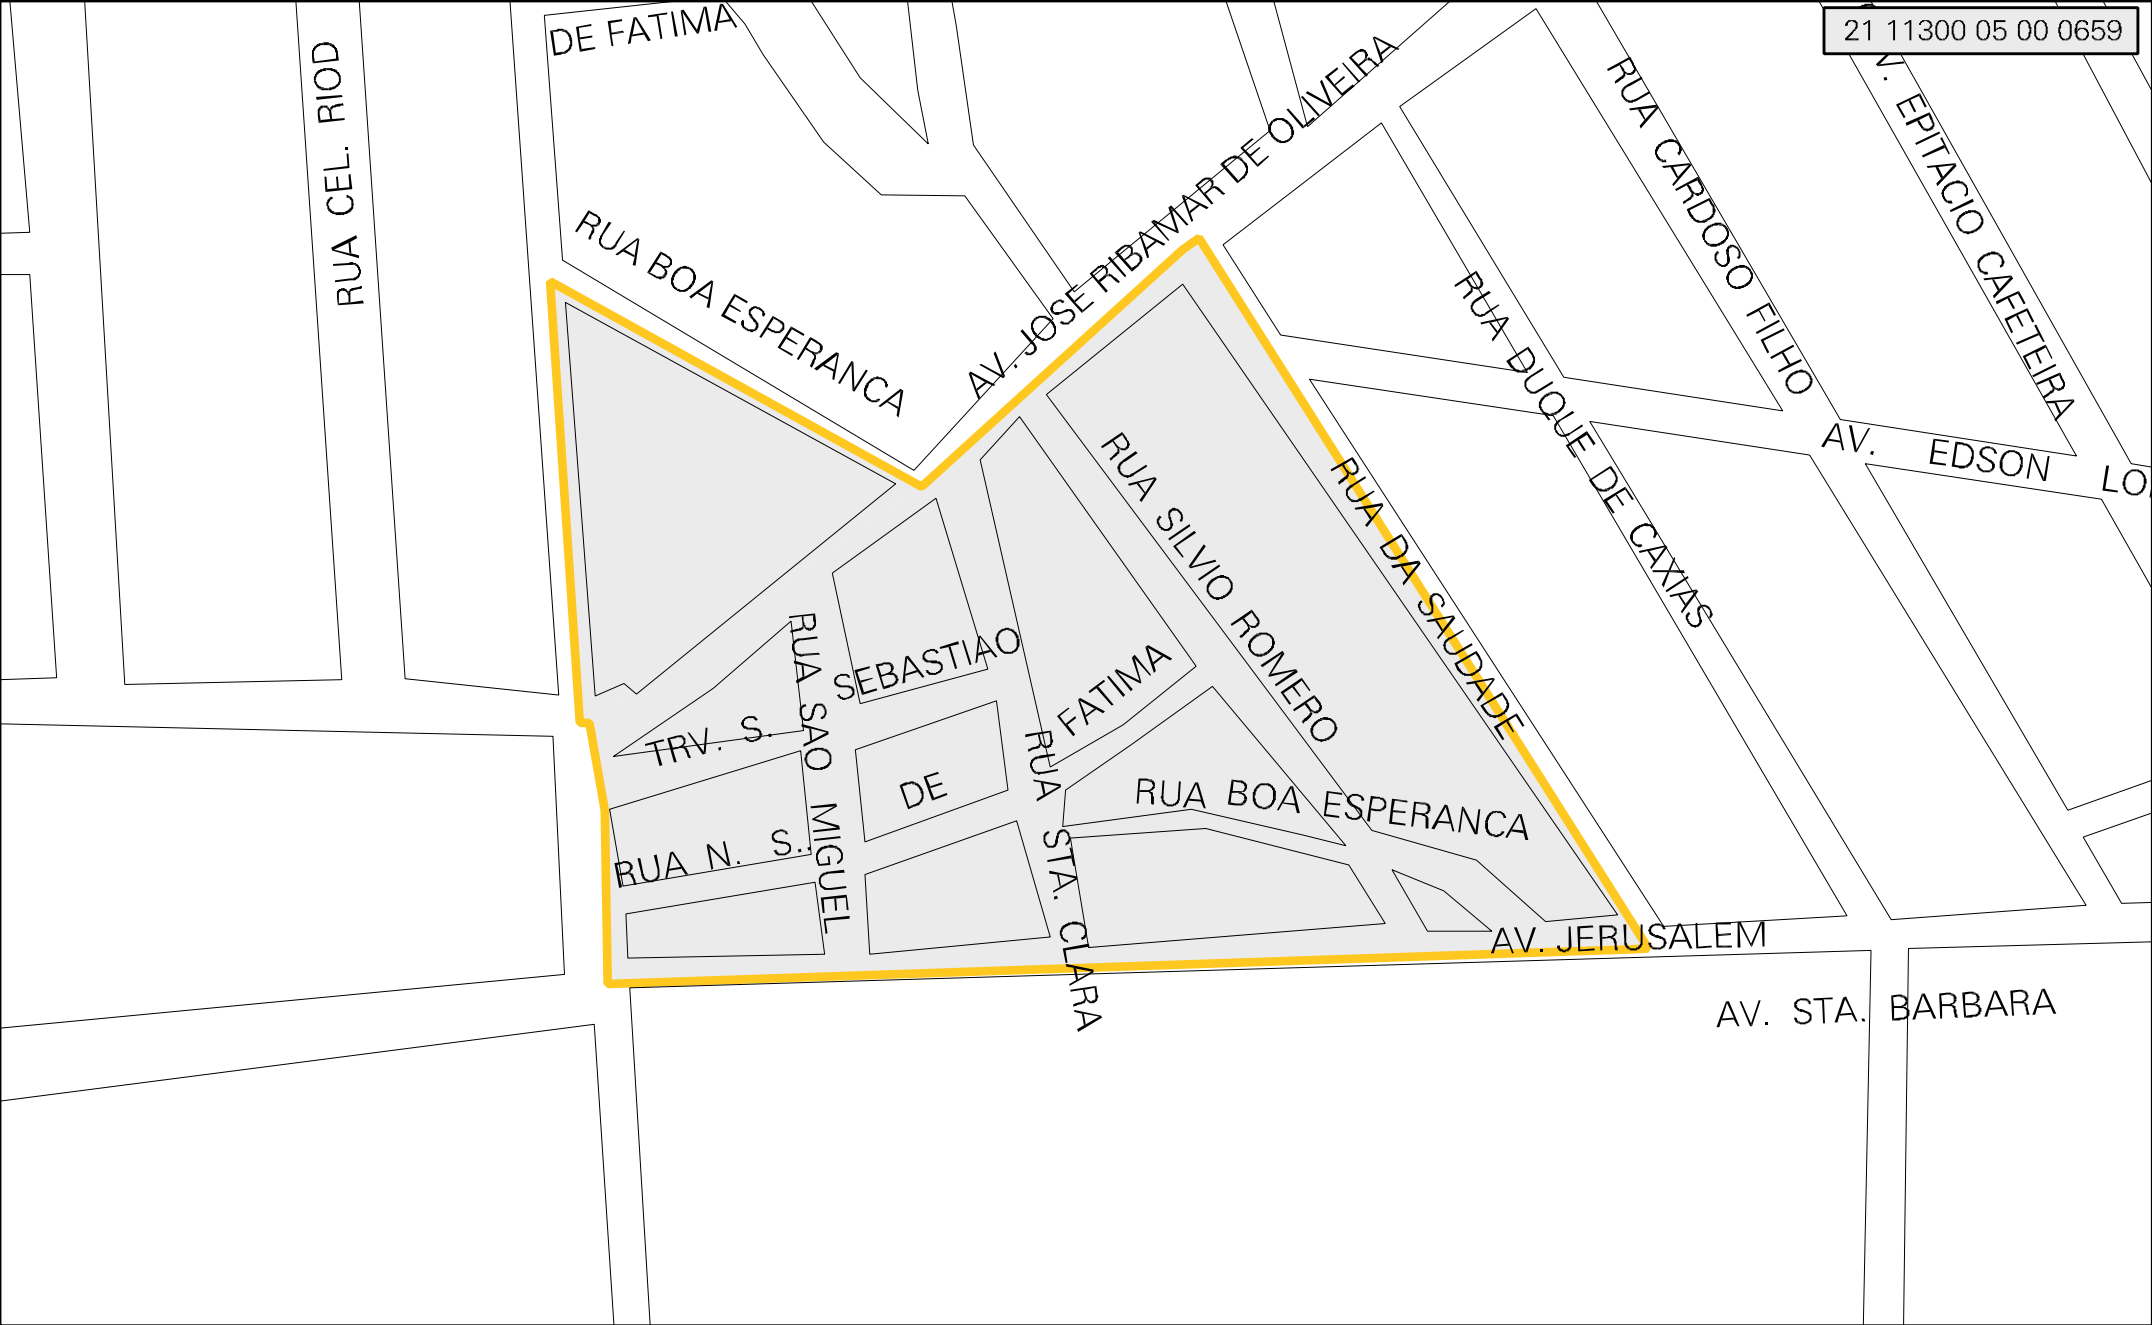 21 11300 05 00 0659
DE FATIMA
RUA CEL. RIOD
RUA BOA ESPERANCA
AV. JOSE RIBAMAR DE OLIVEIRA
RUA CARDOSO FILHO
V. EPITACIO CAFETEIRA
RUA DUQUE DE CAXIAS
AV. EDSON LO
RUA SILVIO ROMERO
RUA DA SAUDADE
TRV. S. SEBASTIAO
RUA SAO MIGUEL
RUA N. S.. DE FATIMA
RUA STA. CLARA
RUA BOA ESPERANCA
AV. JERUSALEM
AV. STA. BARBARA